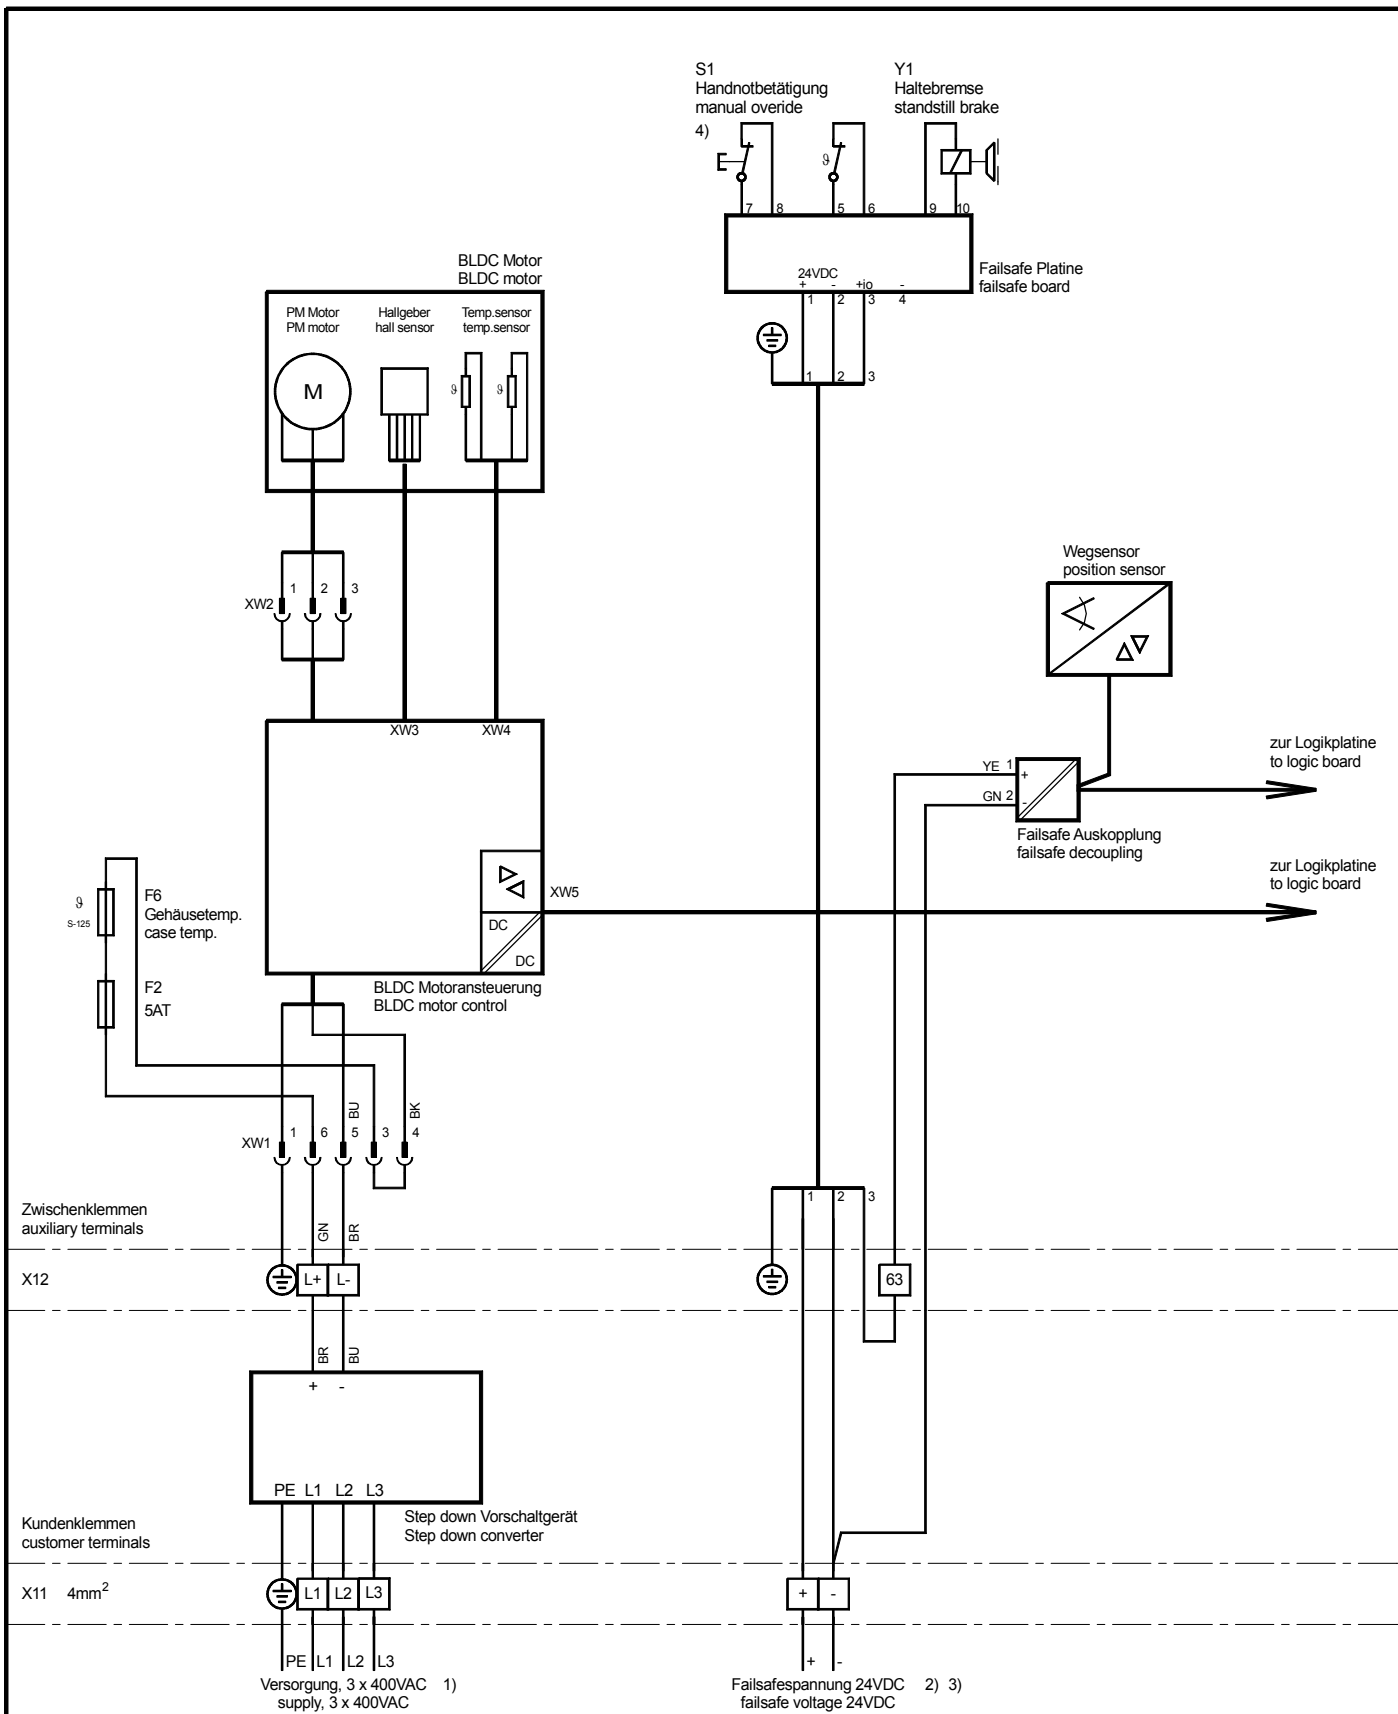 S1
Handnotbetätigung
manual overide
4)
Y1
Haltebremse
standstill brake
ϑ
7 8 5 6 9 10
24VDC
+ - +io -
1 2 3 4
Failsafe Platine
failsafe board
1 2 3
BLDC Motor
BLDC motor
PM Motor
PM motor
Hallgeber
hall sensor
Temp.sensor
temp.sensor
M
ϑ ϑ
XW2
1 2 3
Wegsensor
position sensor
XW3 XW4
zur Logikplatine
to logic board
YE 1
+
GN 2
-
Failsafe Auskopplung
failsafe decoupling
zur Logikplatine
to logic board
XW5
DC
DC
BLDC Motoransteuerung
BLDC motor control
ϑ
S-125
F6
Gehäusetemp.
case temp.
F2
5AT
BU BK
XW1
1 6 5 3 4
GN BR
1 2 3
Zwischenklemmen
auxiliary terminals
X12
L+ L-
63
BR BU
+ -
PE L1 L2 L3
Step down Vorschaltgerät
Step down converter
Kundenklemmen
customer terminals
X11 4mm2
L1 L2 L3
+ -
PE L1 L2 L3
+ -
Versorgung, 3 x 400VAC 1)
supply, 3 x 400VAC
Failsafespannung 24VDC 2) 3)
failsafe voltage 24VDC